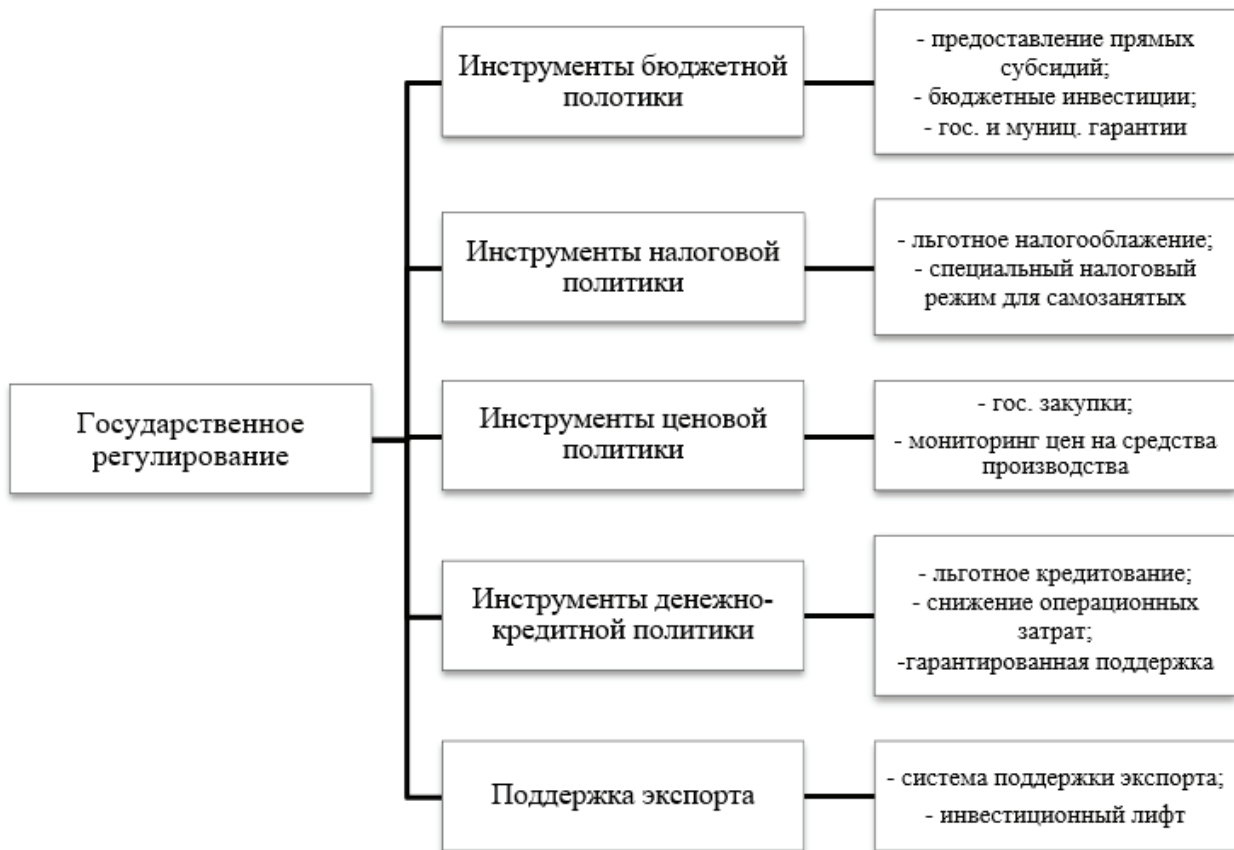 Инструменты бюджетной
полотики
- предоставление прямых
субсидий;
- бюджетные инвестиции;
- гос. и муниц. гарантии
Инструменты налоговой
политики
- льготное налогооблажение;
- специальный налоговый
режим для самозанятых
Государственное
регулирование
Инструменты ценовой
политики
- гос. закупки;
- мониторинг цен на средства
производства
Инструменты денежно-
кредитной политики
- льготное кредитование;
- снижение операционных
затрат;
-гарантированная поддержка
Поддержка экспорта
- система поддержки экспорта;
- инвестиционный лифт